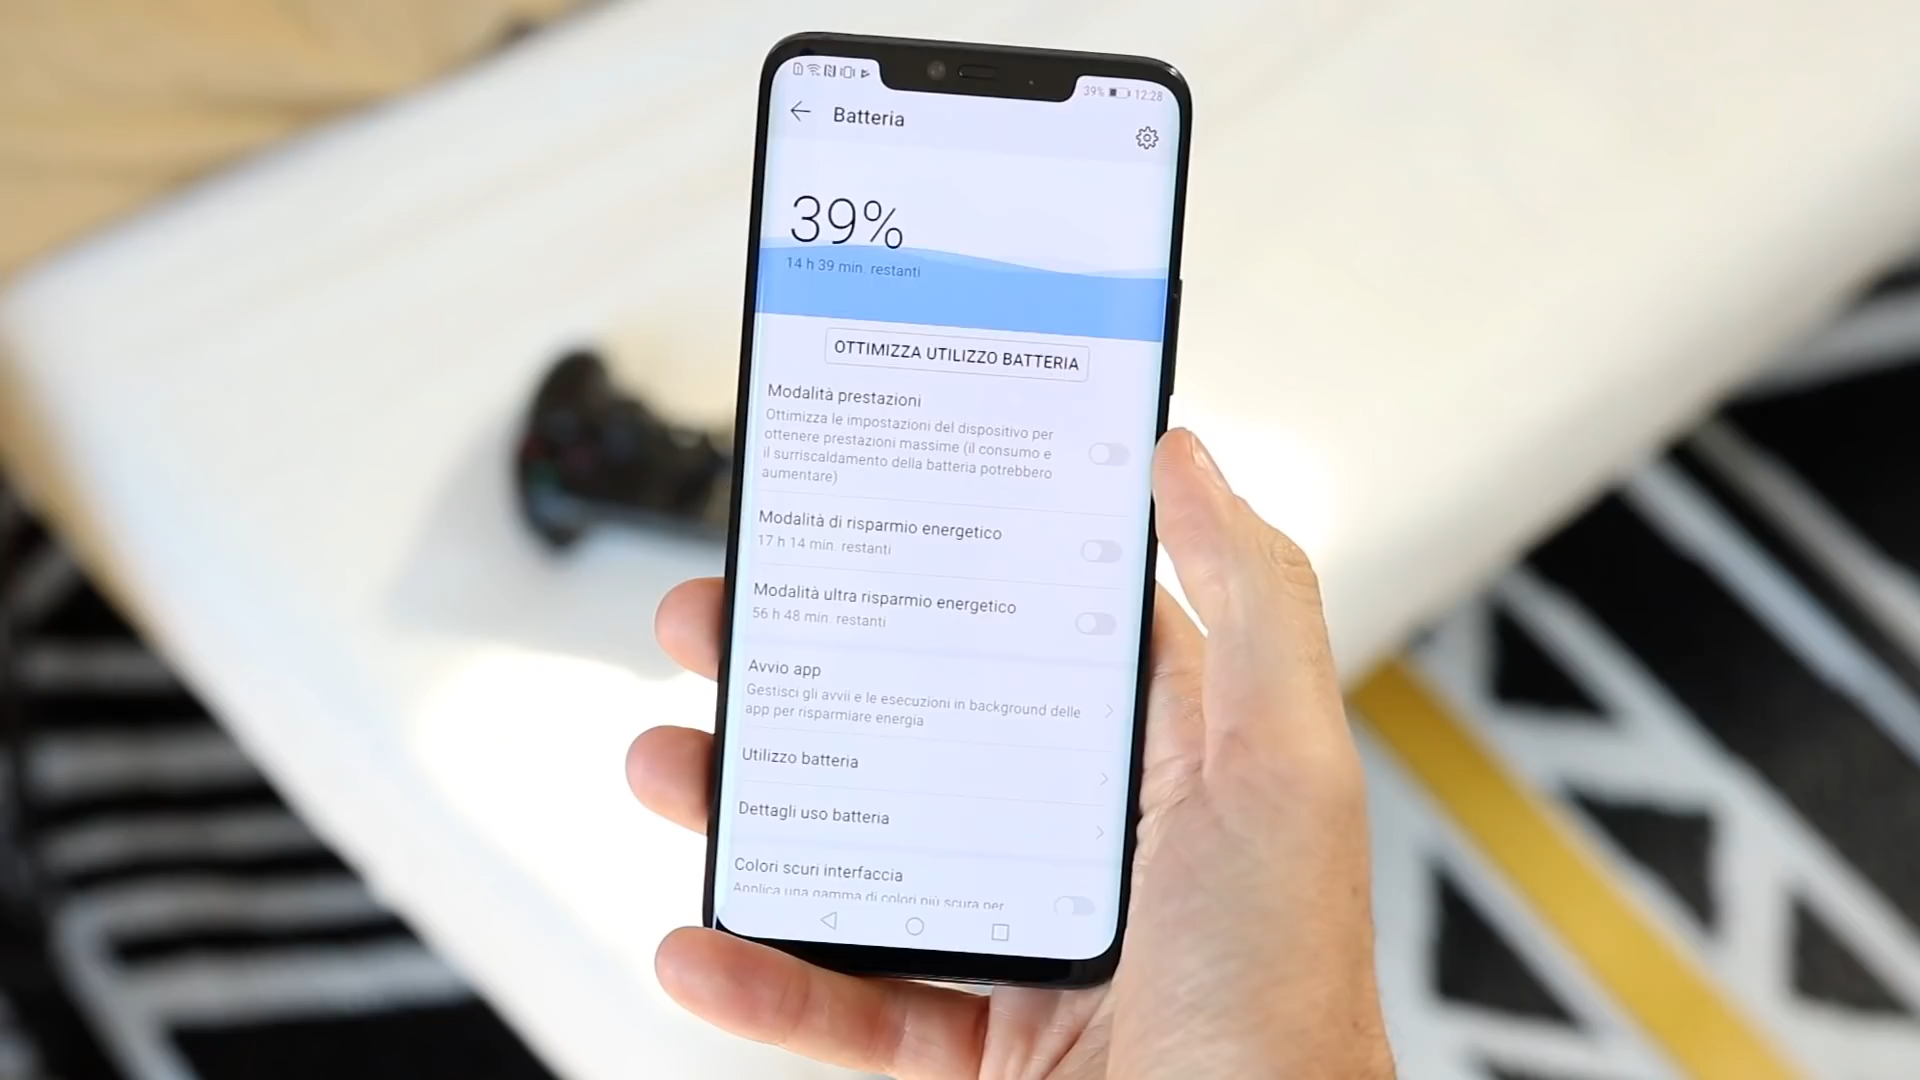 39% 12:28
Batteria
39%
14 h 39 min. restanti
OTTIMIZZA UTILIZZO BATTERIA
Modalità prestazioni
Ottimizza le impostazioni del dispositivo per
ottenere prestazioni massime (il consumo e
il surriscaldamento della batteria potrebbero
aumentare)
Modalità di risparmio energetico
17 h 14 min. restanti
Modalità ultra risparmio energetico
56 h 48 min. restanti
Avvio app
Gestisci gli avvii e le esecuzioni in background delle
app per risparmiare energia
Utilizzo batteria
Dettagli uso batteria
Colori scuri interfaccia
Applica una gamma di colori più scura per